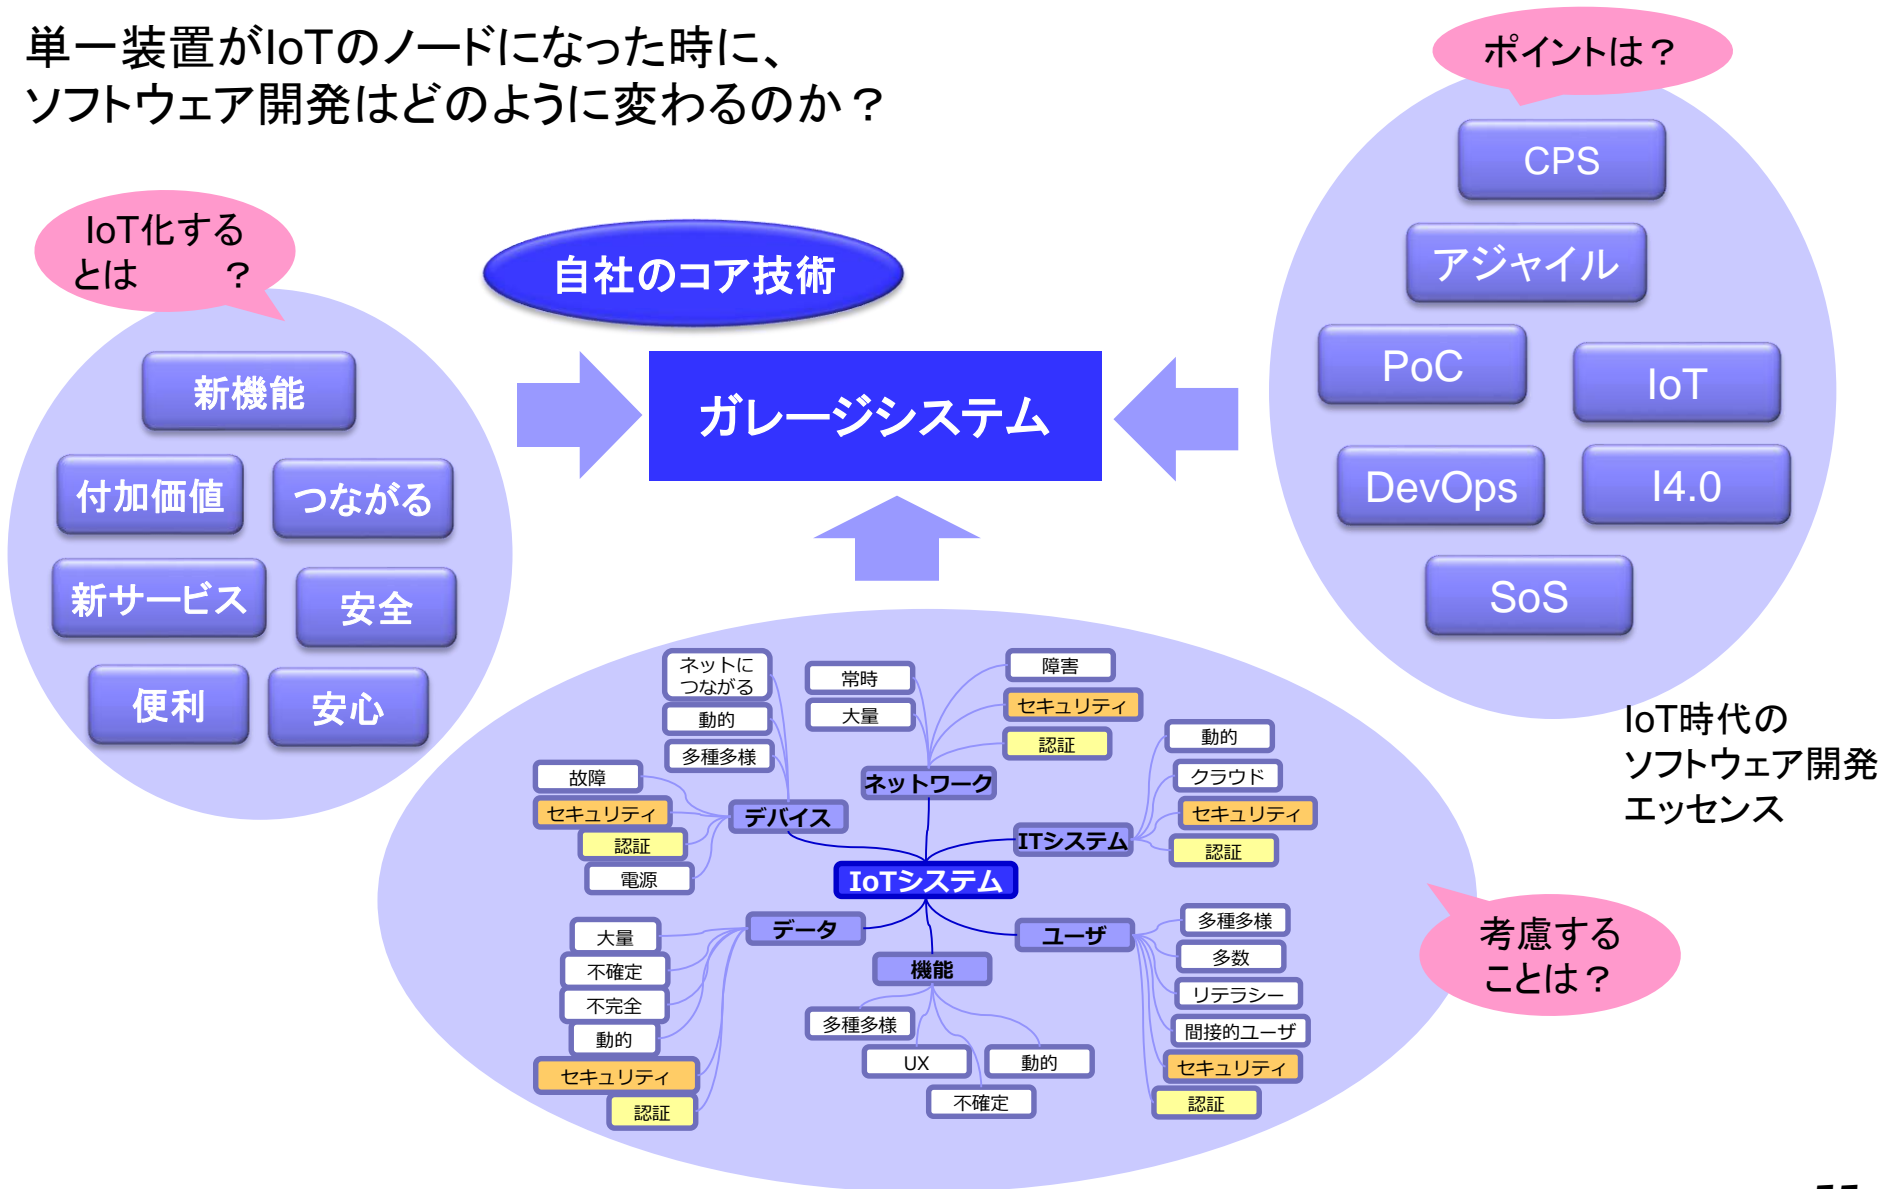 単一装置がIoTのノードになった時に、
ソフトウェア開発はどのように変わるのか？
ポイントは？
CPS
アジャイル
PoC
IoT
DevOps
I4.0
SoS
IoT時代の
ソフトウェア開発
エッセンス
IoT化する
とは　　？
新機能
付加価値
つながる
新サービス
安全
便利
安心
自社のコア技術
ガレージシステム
ネットに
つながる
動的
多種多様
故障
セキュリティ
認証
電源
デバイス
常時
大量
障害
セキュリティ
認証
ネットワーク
動的
クラウド
セキュリティ
認証
ITシステム
IoTシステム
データ
大量
不確定
不完全
動的
セキュリティ
認証
機能
多種多様
UX
動的
不確定
ユーザ
多種多様
多数
リテラシー
間接的ユーザ
セキュリティ
認証
考慮する
ことは？